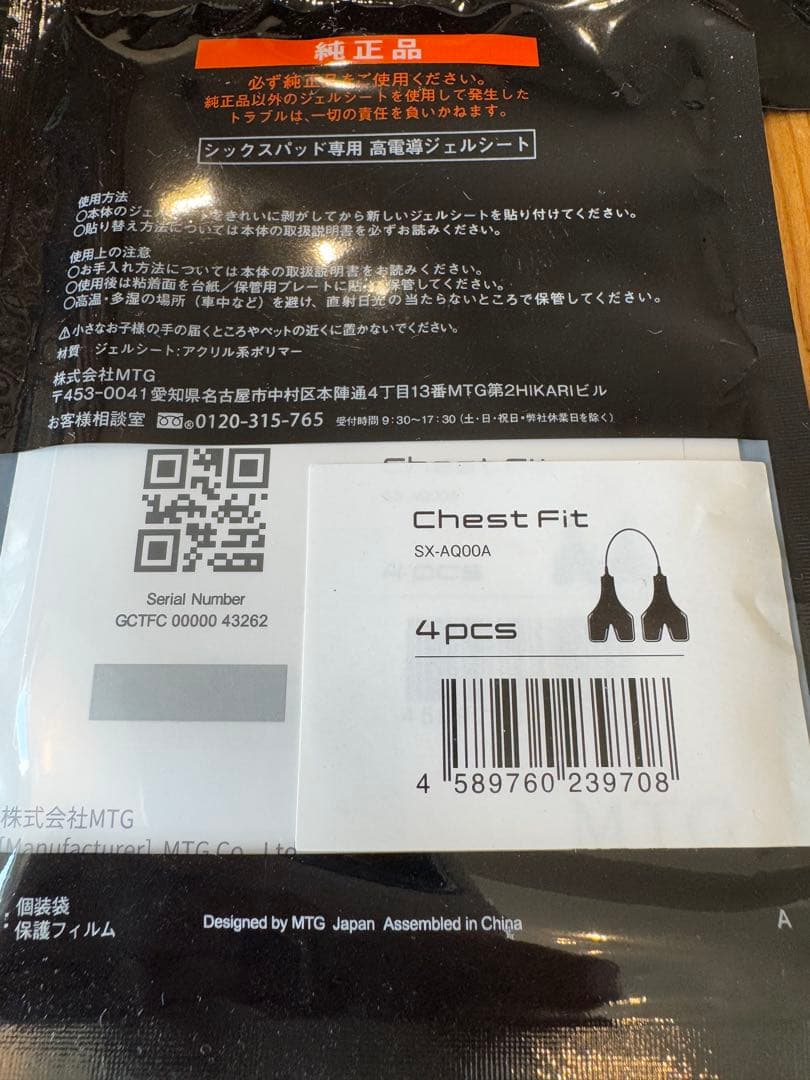 純正品
必ず純正品をご使用ください。
純正品以外のジェルシートを使用して発生した
トラブルは、一切の責任を負いかねます。
シックスパッド専用 高電導ジェルシート
使用方法
○本体のジェルシートをきれいに剥がしてから新しいジェルシートを貼り付けてください。
○貼り替え方法については本体の取扱説明書を必ずお読みください。
使用上の注意
○お手入れ方法については本体の取扱説明書をお読みください。
○使用後は粘着面を台紙／保管用プレートに貼り保管してください。
○高温・多湿の場所（車中など）を避け、直射日光の当たらないところで保管してください。
⚠小さなお子様の手の届くところやペットの近くに置かないでください。
材質 ジェルシート:アクリル系ポリマー
株式会社MTG
〒453-0041 愛知県名古屋市中村区本陣通4丁目13番MTG第2HIKARIビル
お客様相談室 0120-315-765 受付時間 9:30〜17:30（土・日・祝日・弊社休業日を除く）
Serial Number
GCTFC 00000 43262
Chest Fit
SX-AQ00A
4pcs
4 589760 239708
株式会社MTG
[Manufacturer] MTG Co., Ltd
: 個装袋
: 保護フィルム
Designed by MTG Japan Assembled in China
A